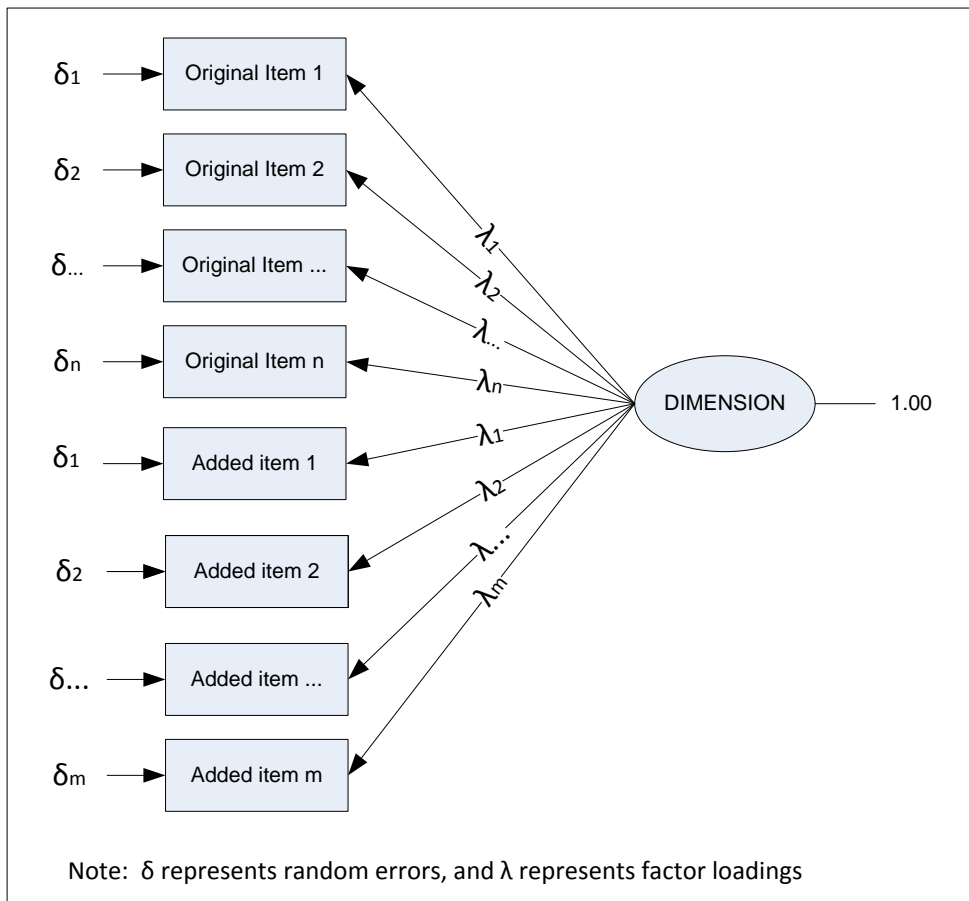 δ1 Original Item 1
λ1
δ2 Original Item 2
λ2
δ... Original Item ...
λ...
δn Original Item n
λn
DIMENSION 1.00
δ1 Added item 1
λ1
δ2 Added item 2
λ2
λ...
δ... Added item ...
λm
δm Added item m
Note: δ represents random errors, and λ represents factor loadings